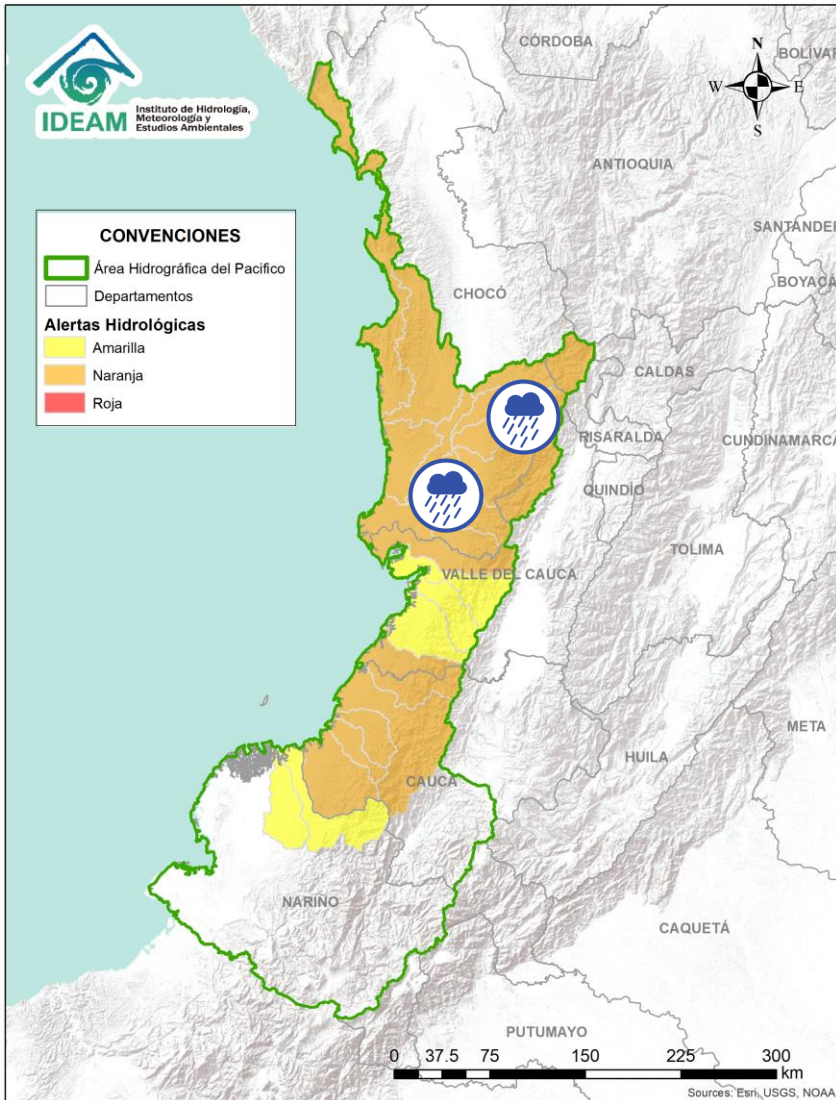 IDEAM
Instituto de Hidrología,
Meteorología y
Estudios Ambientales
CÓRDOBA
BOLÍVAR
N
W
E
S
ANTIOQUIA
SANTANDER
BOYACÁ
CONVENCIONES
Área Hidrográfica del Pacifico
Departamentos
Alertas Hidrológicas
Amarilla
Naranja
Roja
CHOCÓ
CALDAS
RISARALDA
CUNDINAMARCA
QUINDÍO
TOLIMA
VALLE DEL CAUCA
META
HUILA
CAUCA
NARIÑO
CAQUETÁ
PUTUMAYO
0 37.5 75 150 225 300
km
Sources: Esri, USGS, NOAA